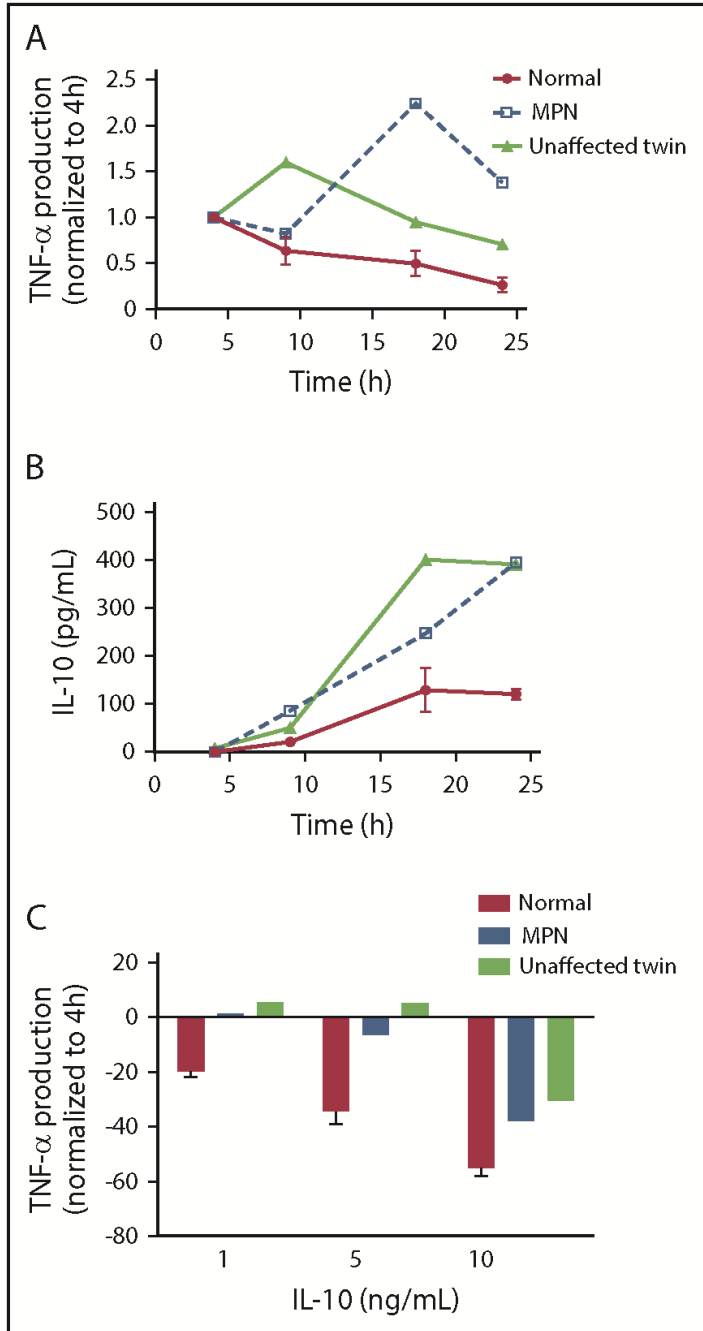 A
TNF-α production
(normalized to 4h)
2.5
2.0
1.5
1.0
0.5
0
0 5 10 15 20 25
Time (h)
Normal
MPN
Unaffected twin
B
IL-10 (pg/mL)
500
400
300
200
100
0
0 5 10 15 20 25
Time (h)
C
Normal
MPN
Unaffected twin
TNF-α production
(normalized to 4h)
20
0
-20
-40
-60
-80
1 5 10
IL-10 (ng/mL)